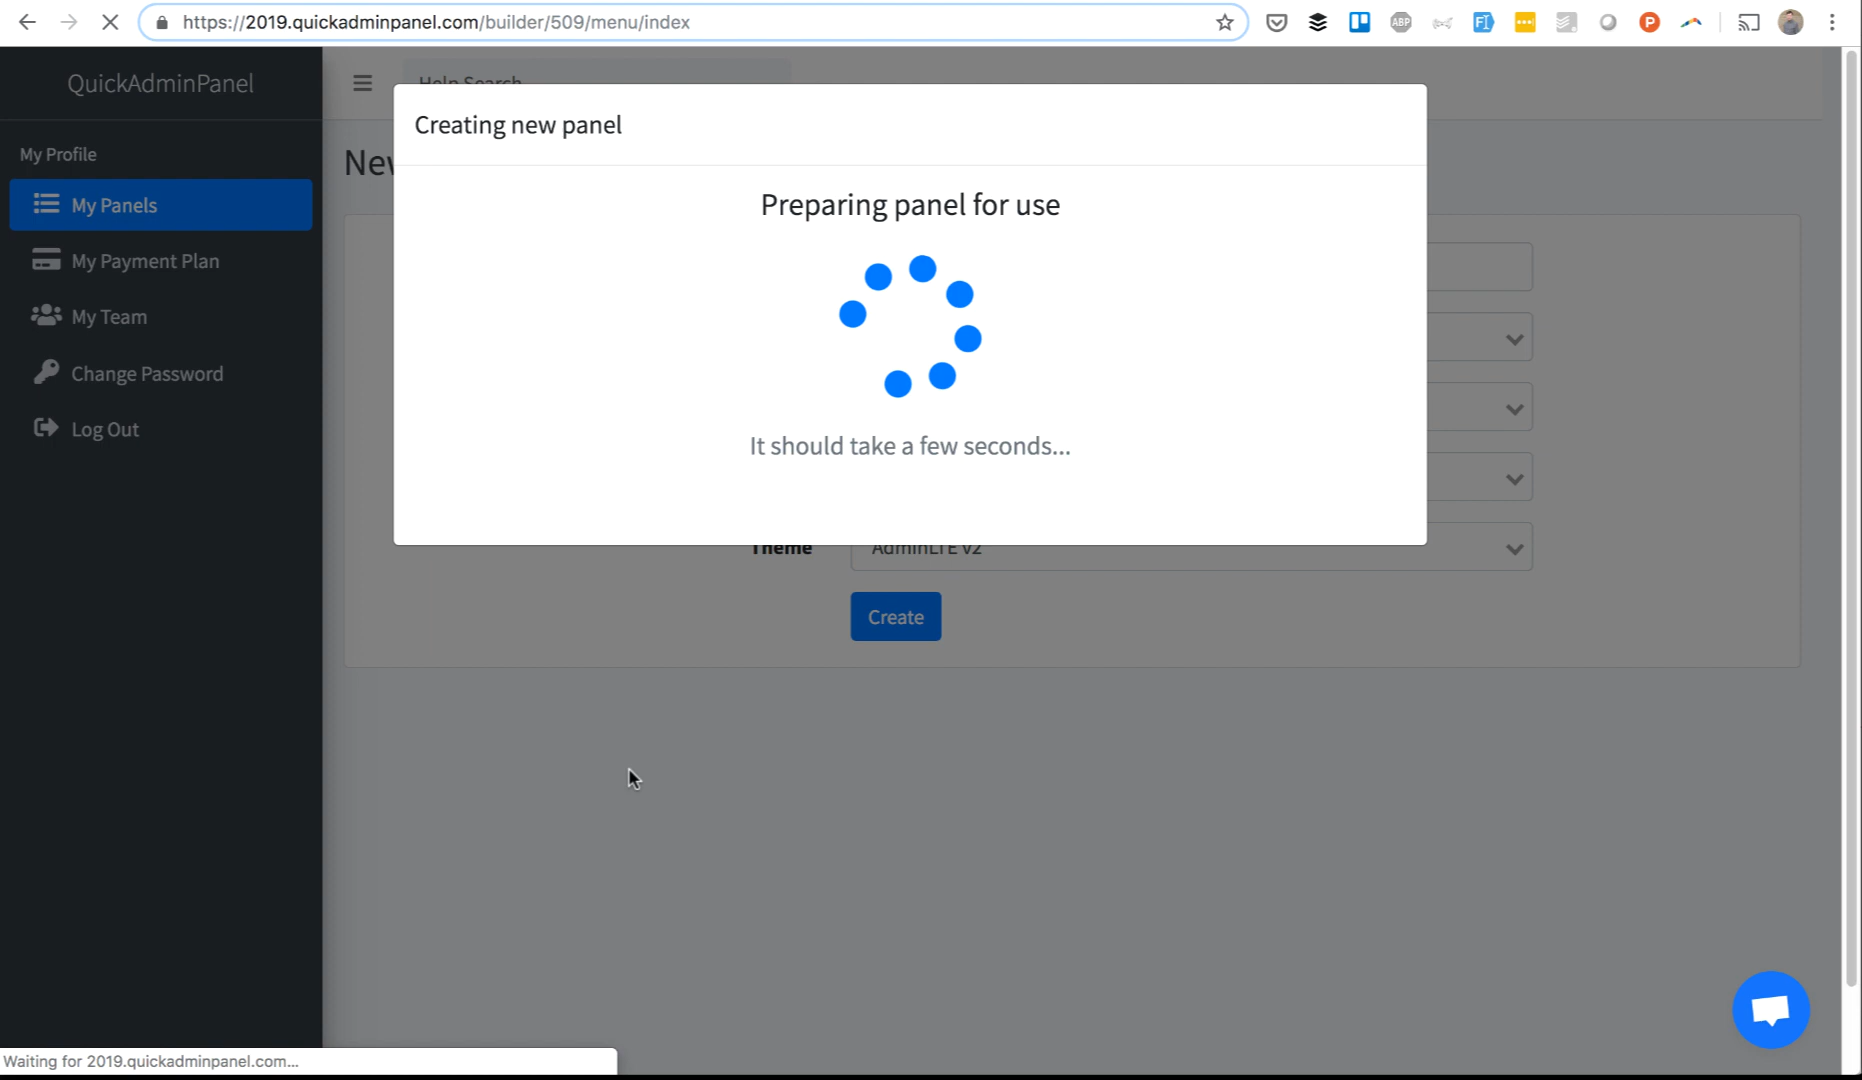 https://2019.quickadminpanel.com/builder/509/menu/index
ABP
P
QuickAdminPanel
Help Search
Creating new panel
My Profile
New
Preparing panel for use
My Panels
My Payment Plan
My Team
Change Password
Log Out
It should take a few seconds...
Theme
AdminLTE v2
Create
Waiting for 2019.quickadminpanel.com...